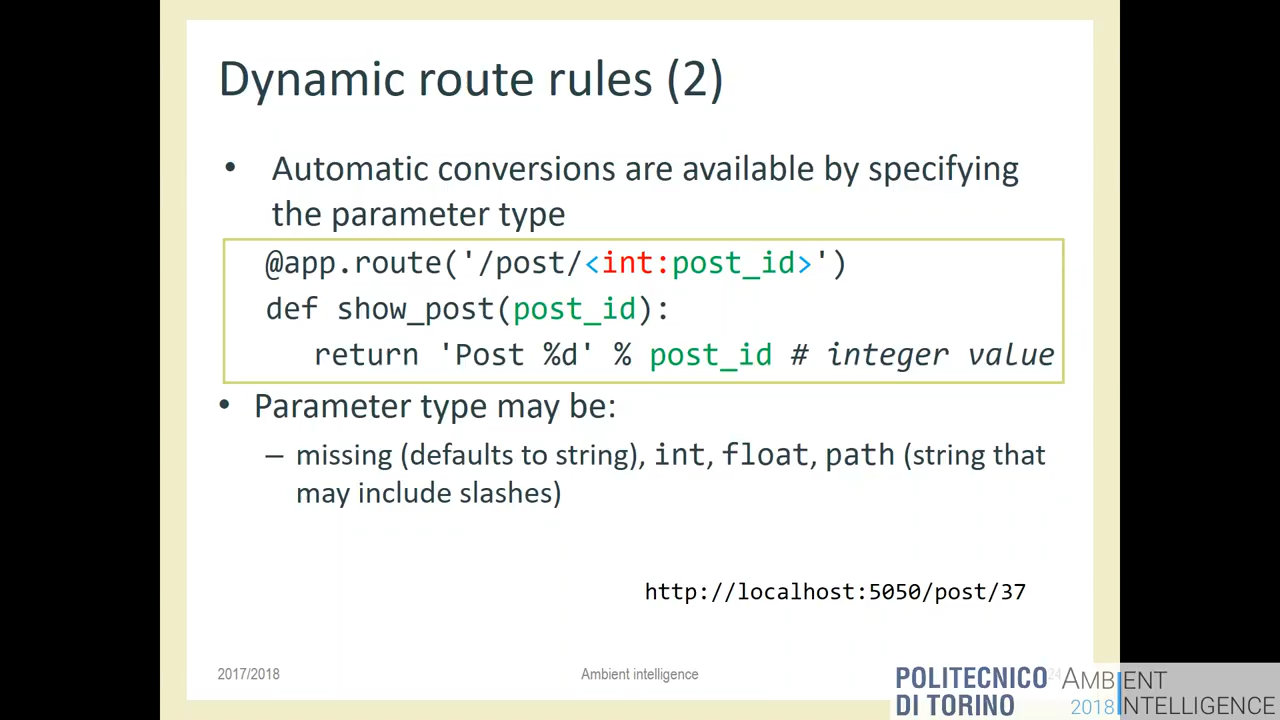 Dynamic route rules (2)
• Automatic conversions are available by specifying
the parameter type
@app.route('/post/<int:post_id>')
def show_post(post_id):
return 'Post %d' % post_id # integer value
• Parameter type may be:
– missing (defaults to string), int, float, path (string that
may include slashes)
http://localhost:5050/post/37
2017/2018
Ambient intelligence
24
POLITECNICO
DI TORINO
AMBIENT
2018 INTELLIGENCE